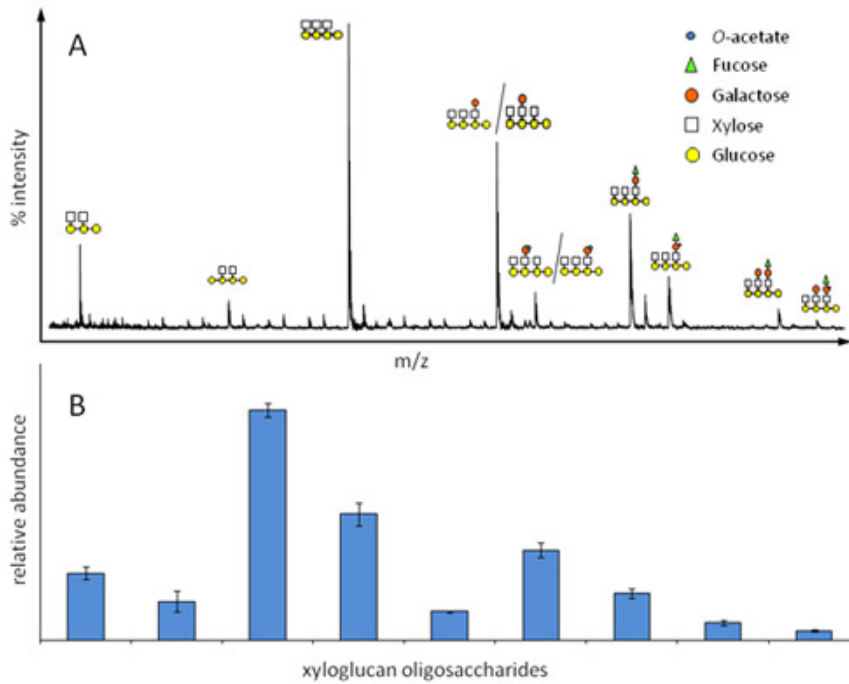 A
O-acetate
Fucose
Galactose
Xylose
Glucose
% intensity
m/z
B
relative abundance
xyloglucan oligosaccharides